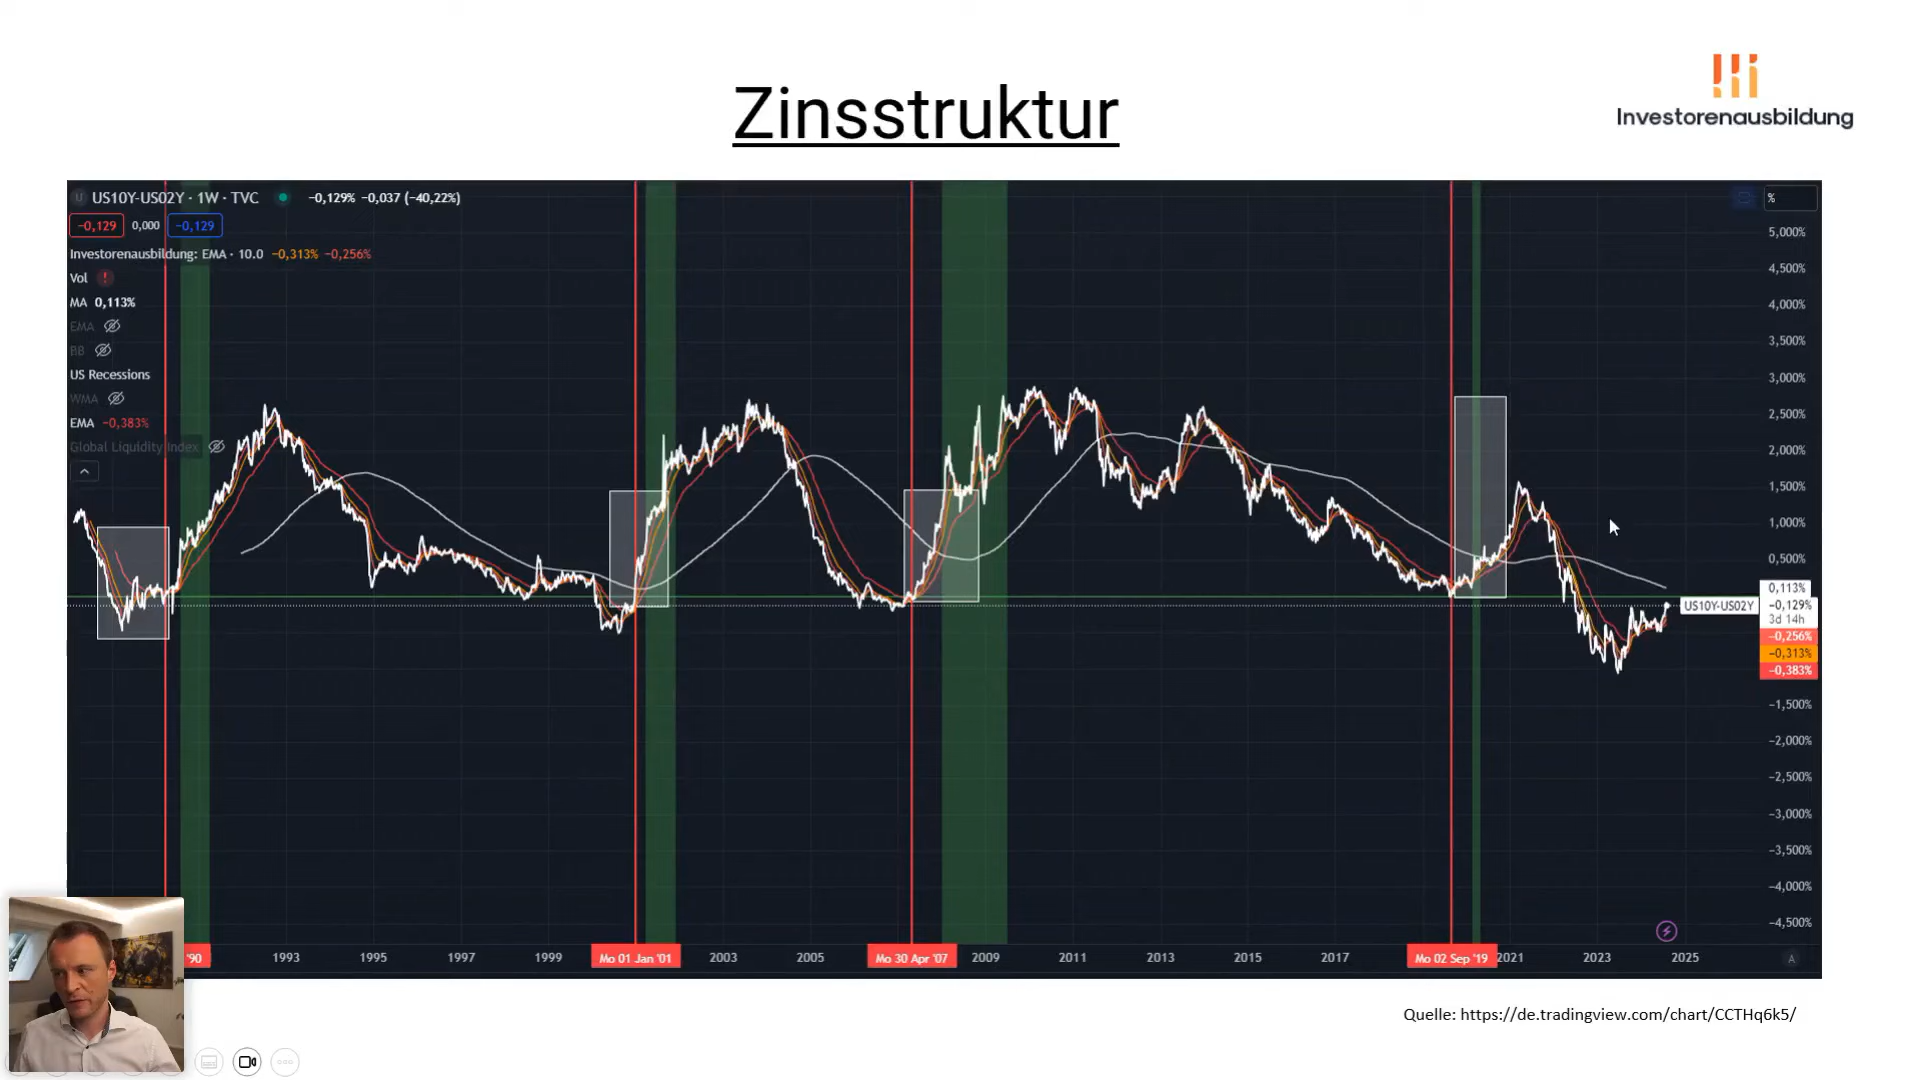 Zinsstruktur
Investorenausbildung
U US10Y-US02Y · 1W · TVC −0,129% −0,037 (−40,22%)
−0,129 0,000 −0,129
Investorenausbildung: EMA · 10.0 −0,313% −0,256%
Vol !
MA 0,113%
EMA
BB
US Recessions
WMA
EMA −0,383%
Global Liquidity Index
%
5,000%
4,500%
4,000%
3,500%
3,000%
2,500%
2,000%
1,500%
1,000%
0,500%
0,113%
US10Y-US02Y −0,129%
3d 14h
−0,256%
−0,313%
−0,383%
−1,500%
−2,000%
−2,500%
−3,000%
−3,500%
−4,000%
−4,500%
'90 1993 1995 1997 1999 Mo 01 Jan '01 2003 2005 Mo 30 Apr '07 2009 2011 2013 2015 2017 Mo 02 Sep '19 2021 2023 2025 A
Quelle: https://de.tradingview.com/chart/CCTHq6k5/